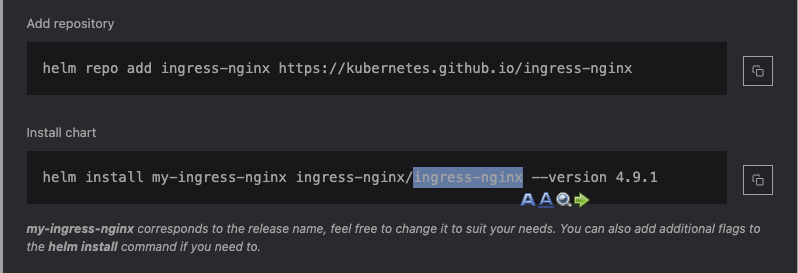 Add repository
helm repo add ingress-nginx https://kubernetes.github.io/ingress-nginx
Install chart
helm install my-ingress-nginx ingress-nginx/ingress-nginx --version 4.9.1
my-ingress-nginx corresponds to the release name, feel free to change it to suit your needs. You can also add additional flags to
the helm install command if you need to.